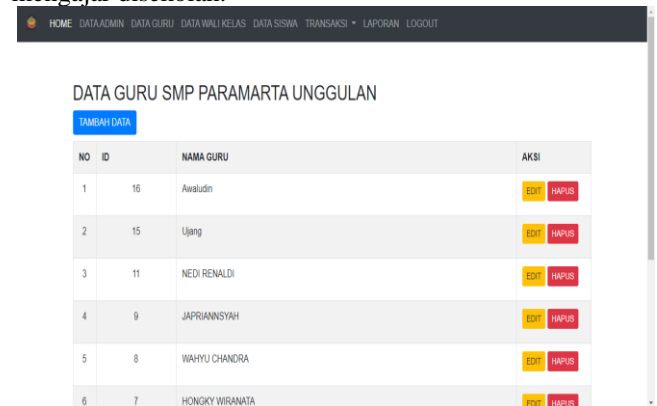 mengajar disekolah.
HOME DATA ADMIN DATA GURU DATA WALI KELAS DATA SISWA TRANSAKSI LAPORAN LOGOUT
DATA GURU SMP PARAMARTA UNGGULAN
TAMBAH DATA
NO ID NAMA GURU AKSI
1 16 Awaludin EDIT HAPUS
2 15 Ujang EDIT HAPUS
3 11 NEDI RENALDI EDIT HAPUS
4 9 JAPRIANNSYAH EDIT HAPUS
5 8 WAHYU CHANDRA EDIT HAPUS
6 7 HONGKY WIRANATA EDIT HAPUS